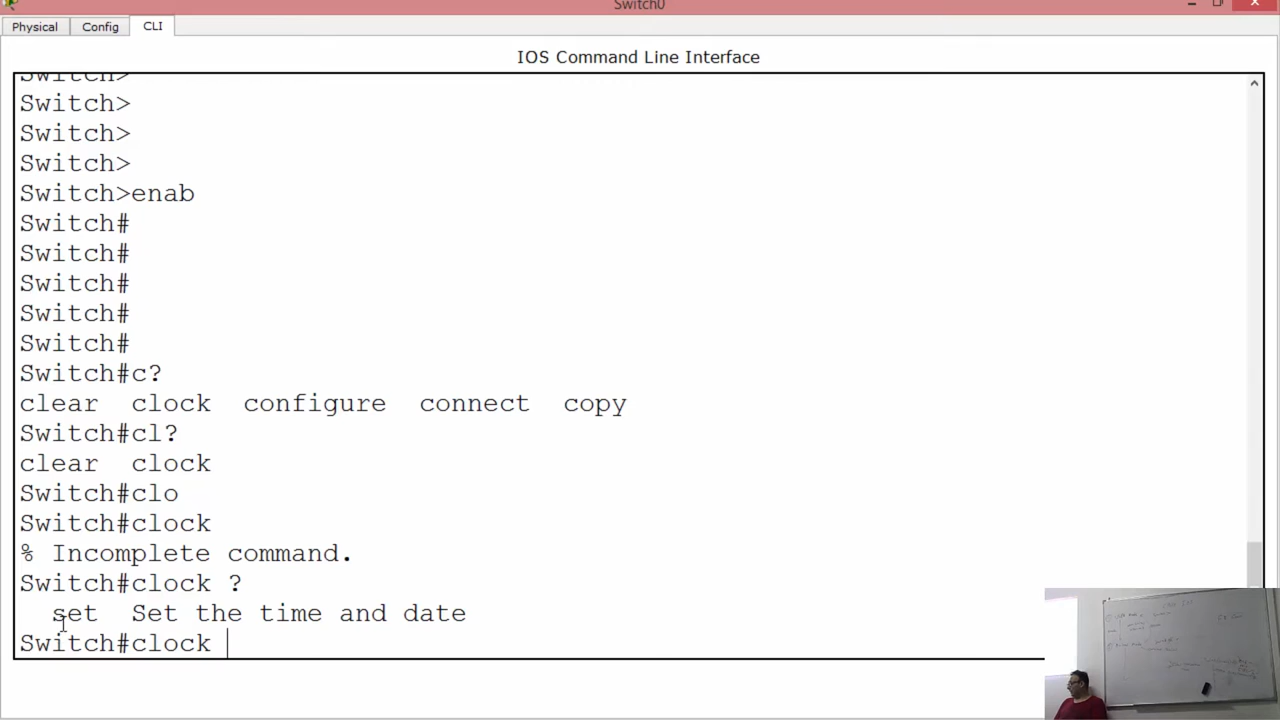 Switch0
Physical Config CLI
IOS Command Line Interface
Switch>
Switch>
Switch>
Switch>
Switch>enab
Switch#
Switch#
Switch#
Switch#
Switch#
Switch#c?
clear clock configure connect copy
Switch#cl?
clear clock
Switch#clo
Switch#clock
% Incomplete command.
Switch#clock ?
set Set the time and date
Switch#clock